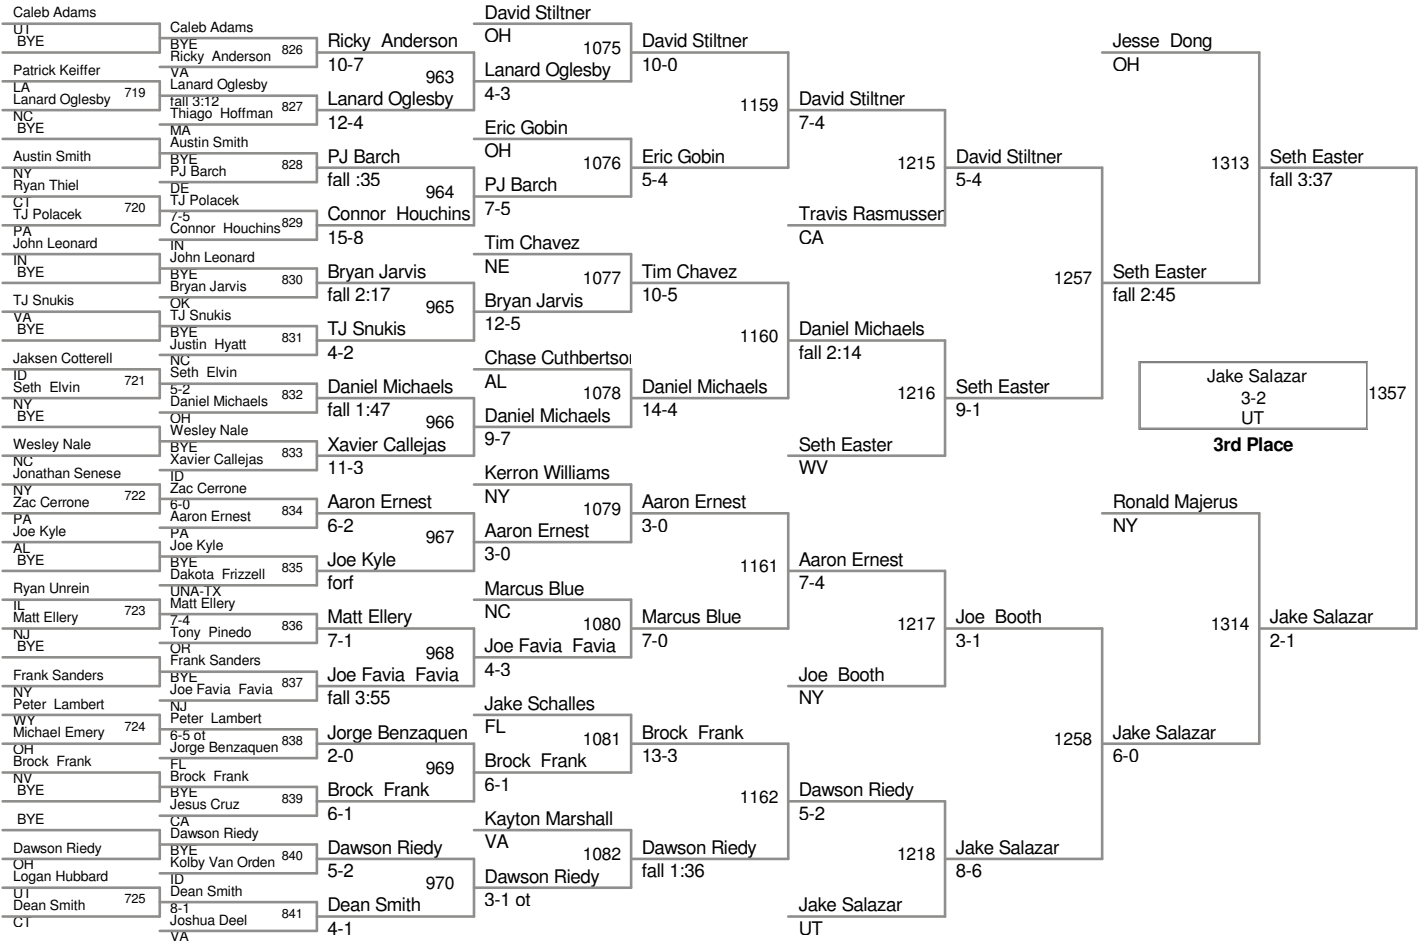 Caleb Adams
UT
BYE
Patrick Keiffer
LA
719
Lanard Oglesby
NC
BYE
Austin Smith
NY
Ryan Thiel
CT
720
TJ Polacek
PA
John Leonard
IN
BYE
TJ Snukis
VA
BYE
Jaksen Cotterell
ID
721
Seth Elvin
NY
BYE
Wesley Nale
NC
Jonathan Senese
NY
722
Zac Cerrone
PA
Joe Kyle
AL
BYE
Ryan Unrein
IL
723
Matt Ellery
NJ
BYE
Frank Sanders
NY
Peter Lambert
WY
724
Michael Emery
OH
Brock Frank
NV
BYE
BYE
Dawson Riedy
OH
Logan Hubbard
UT
725
Dean Smith
CT
Caleb Adams
BYE
826
Ricky Anderson
VA
Lanard Oglesby
fall 3:12
827
Thiago Hoffman
MA
Austin Smith
BYE
828
PJ Barch
DE
TJ Polacek
7-5
829
Connor Houchins
IN
John Leonard
BYE
830
Bryan Jarvis
OK
TJ Snukis
BYE
831
Justin Hyatt
NC
Seth Elvin
5-2
832
Daniel Michaels
OH
Wesley Nale
BYE
833
Xavier Callejas
ID
Zac Cerrone
6-0
834
Aaron Ernest
PA
Joe Kyle
BYE
835
Dakota Frizzell
UNA-TX
Matt Ellery
7-4
836
Tony Pinedo
OR
Frank Sanders
BYE
837
Joe Favia Favia
NJ
Peter Lambert
6-5 ot
838
Jorge Benzaquen
FL
Brock Frank
BYE
839
Jesus Cruz
CA
Dawson Riedy
BYE
840
Kolby Van Orden
ID
Dean Smith
8-1
841
Joshua Deel
VA
Ricky Anderson
10-7
963
Lanard Oglesby
12-4
PJ Barch
fall :35
964
Connor Houchins
15-8
Bryan Jarvis
fall 2:17
965
TJ Snukis
4-2
Daniel Michaels
fall 1:47
966
Xavier Callejas
11-3
Aaron Ernest
6-2
967
Joe Kyle
forf
Matt Ellery
7-1
968
Joe Favia Favia
fall 3:55
Jorge Benzaquen
2-0
969
Brock Frank
6-1
Dawson Riedy
5-2
970
Dean Smith
4-1
David Stiltner
OH
1075
Lanard Oglesby
4-3
Eric Gobin
OH
1076
PJ Barch
7-5
Tim Chavez
NE
1077
Bryan Jarvis
12-5
Chase Cuthbertso
AL
1078
Daniel Michaels
9-7
Kerron Williams
NY
1079
Aaron Ernest
3-0
Marcus Blue
NC
1080
Joe Favia Favia
4-3
Jake Schalles
FL
1081
Brock Frank
6-1
Kayton Marshall
VA
1082
Dawson Riedy
3-1 ot
David Stiltner
10-0
1159
Eric Gobin
5-4
Tim Chavez
10-5
1160
Daniel Michaels
14-4
Aaron Ernest
3-0
1161
Marcus Blue
7-0
Brock Frank
13-3
1162
Dawson Riedy
fall 1:36
David Stiltner
7-4
1215
Travis Rasmusser
CA
Daniel Michaels
fall 2:14
1216
Seth Easter
WV
Aaron Ernest
7-4
1217
Joe Booth
NY
Dawson Riedy
5-2
1218
Jake Salazar
UT
David Stiltner
5-4
1257
Seth Easter
9-1
Joe Booth
3-1
1258
Jake Salazar
8-6
Jesse Dong
OH
1313
Seth Easter
fall 2:45
Ronald Majerus
NY
1314
Jake Salazar
6-0
Seth Easter
fall 3:37
1357
Jake Salazar
2-1
Jake Salazar
3-2
UT
3rd Place